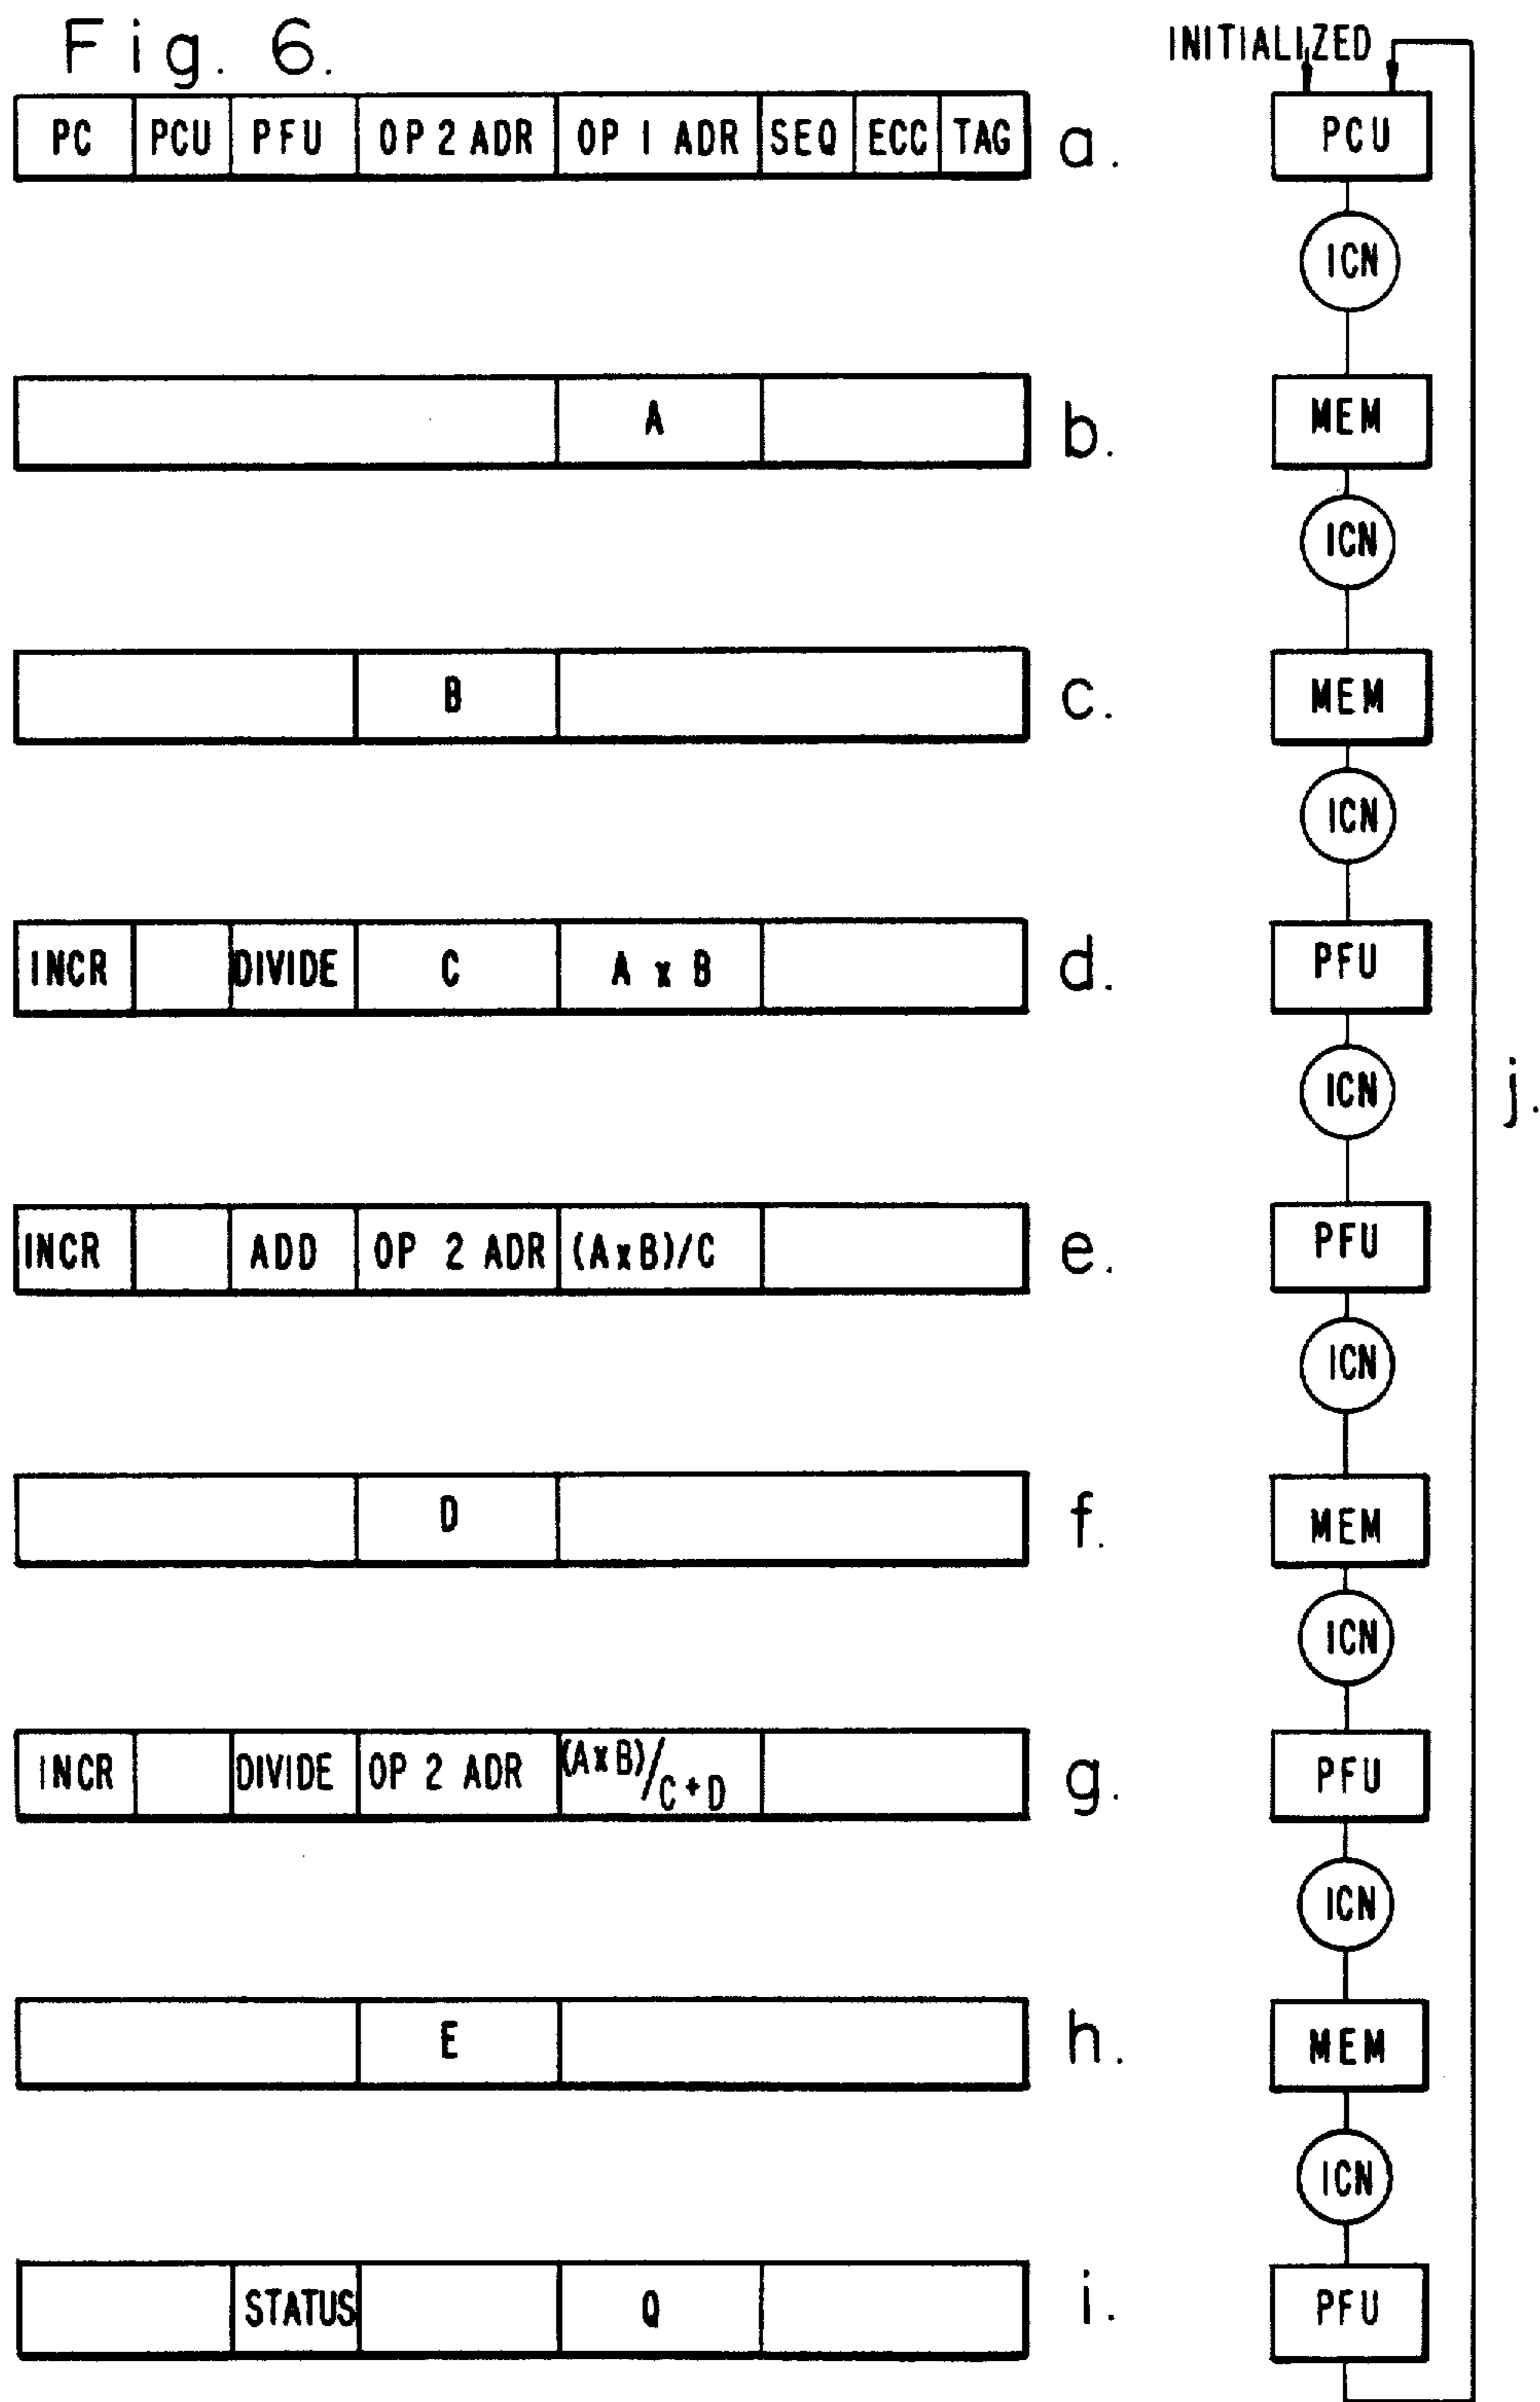 Fig. 6.
INITIALIZED
PC PCU PFU OP 2 ADR OP 1 ADR SEQ ECC TAG a. PCU
ICN
A b. MEM
ICN
B c. MEM
ICN
INCR DIVIDE C A x B d. PFU
ICN
j.
INCR ADD OP 2 ADR (AxB)/C e. PFU
ICN
D f. MEM
ICN
INCR DIVIDE OP 2 ADR (AxB)/C+D g. PFU
ICN
E h. MEM
ICN
STATUS Q i. PFU